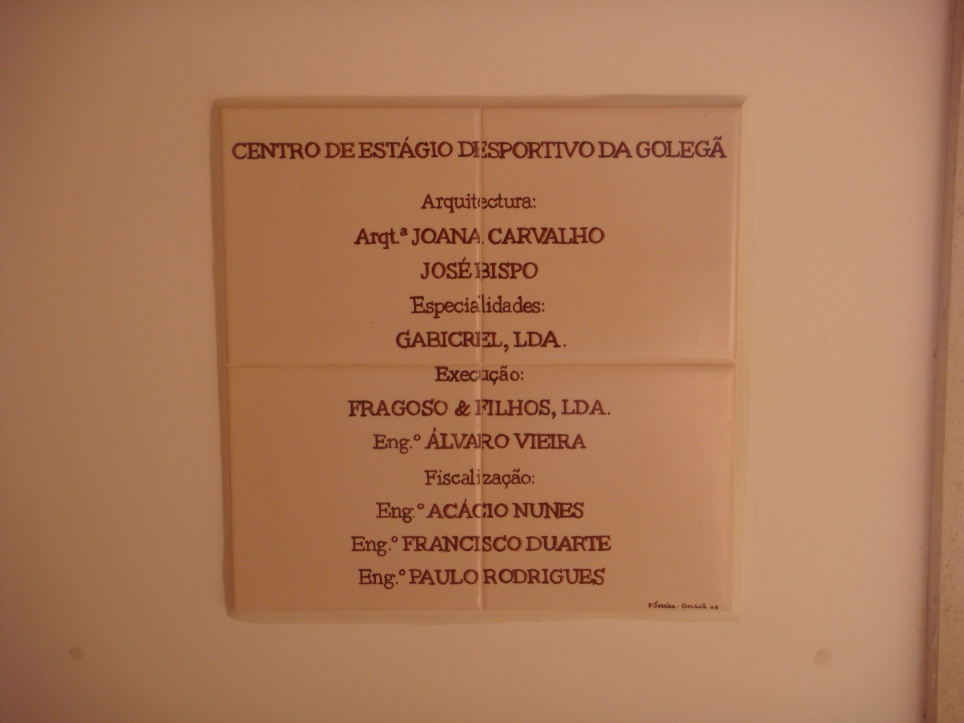 CENTRO DE ESTÁGIO DESPORTIVO DA GOLEGÃ
Arquitectura:
Arqt.ª JOANA CARVALHO
JOSÉ BISPO
Especialidades:
GABICREL, LDA.
Execução:
FRAGOSO & FILHOS, LDA.
Eng.º ÁLVARO VIEIRA
Fiscalização:
Eng.º ACÁCIO NUNES
Eng.º FRANCISCO DUARTE
Eng.º PAULO RODRIGUES